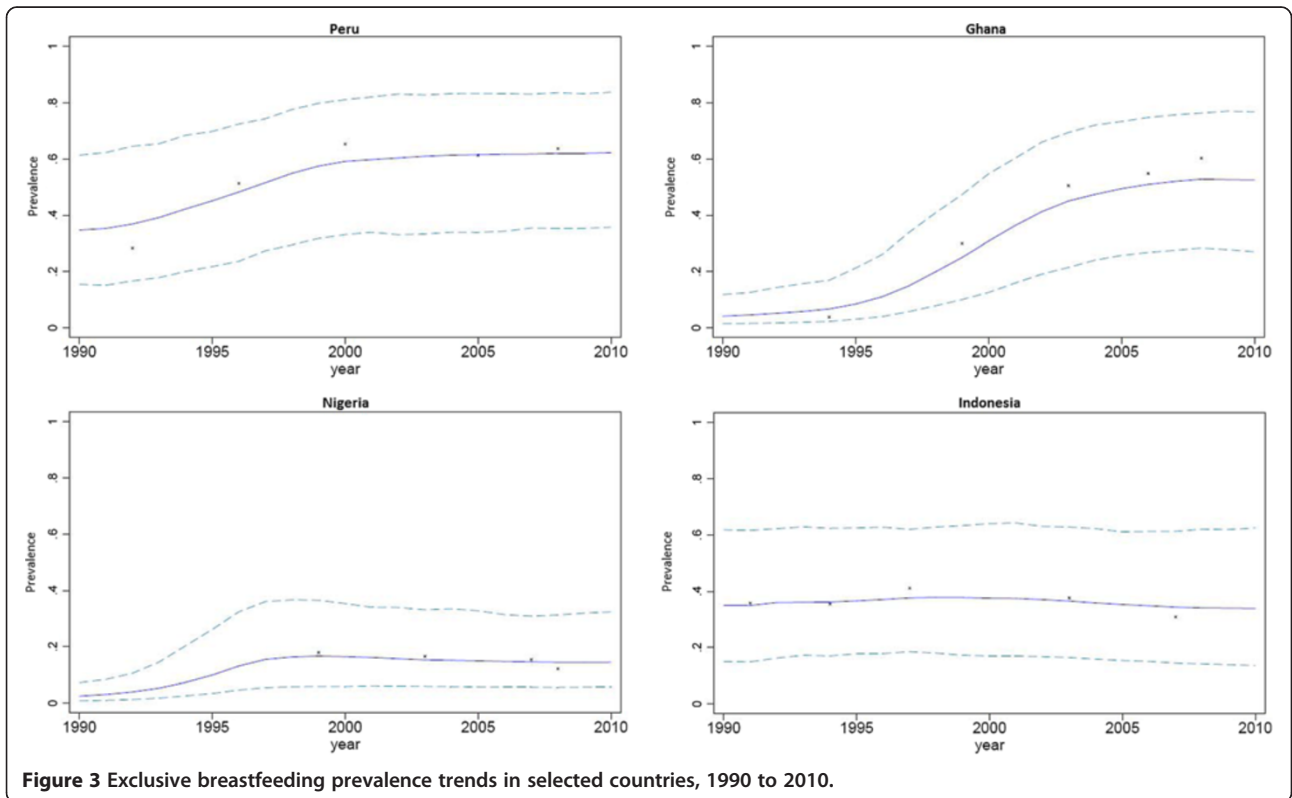 Peru
Prevalence
1
.8
.6
.4
.2
0
1990 1995 2000 2005 2010
year
Ghana
Prevalence
1
.8
.6
.4
.2
0
1990 1995 2000 2005 2010
year
Nigeria
Prevalence
1
.8
.6
.4
.2
0
1990 1995 2000 2005 2010
year
Indonesia
Prevalence
1
.8
.6
.4
.2
0
1990 1995 2000 2005 2010
year
Figure 3 Exclusive breastfeeding prevalence trends in selected countries, 1990 to 2010.